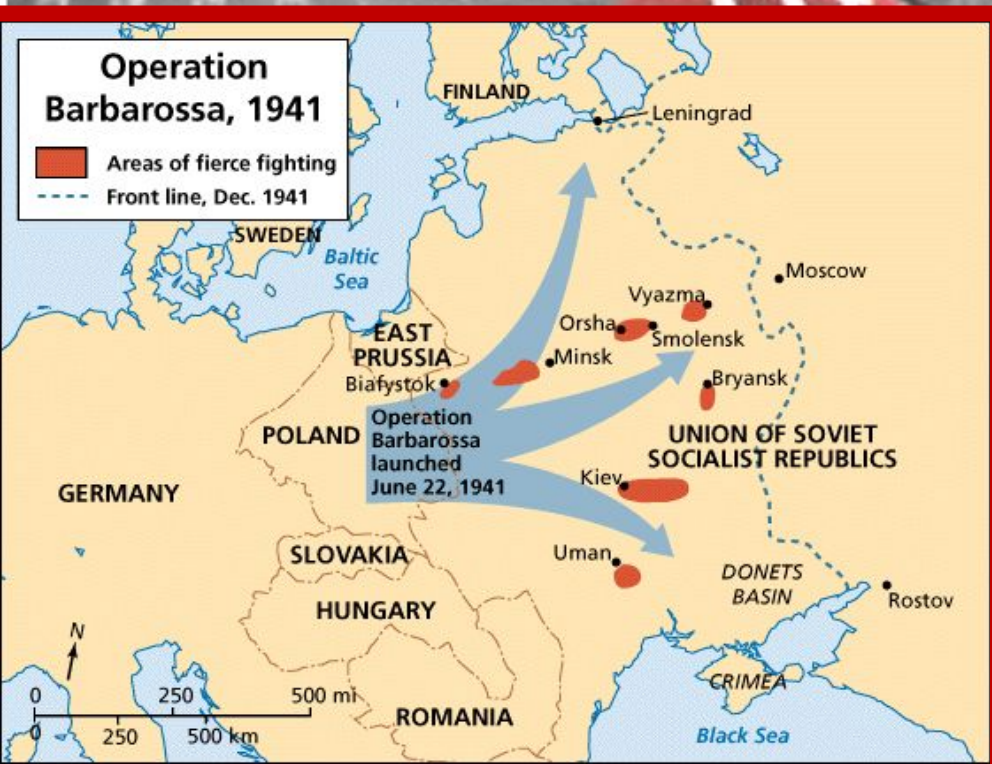 Operation
Barbarossa, 1941
Areas of fierce fighting
Front line, Dec. 1941
FINLAND
Leningrad
SWEDEN
Baltic
Sea
Moscow
Vyazma
Orsha
Smolensk
EAST
PRUSSIA
Minsk
Białystok
Bryansk
Operation
Barbarossa
launched
June 22, 1941
POLAND
UNION OF SOVIET
SOCIALIST REPUBLICS
GERMANY
Kiev
SLOVAKIA
Uman
DONETS
BASIN
HUNGARY
Rostov
N
CRIMEA
0 250 500 mi
0 250 500 km
ROMANIA
Black Sea